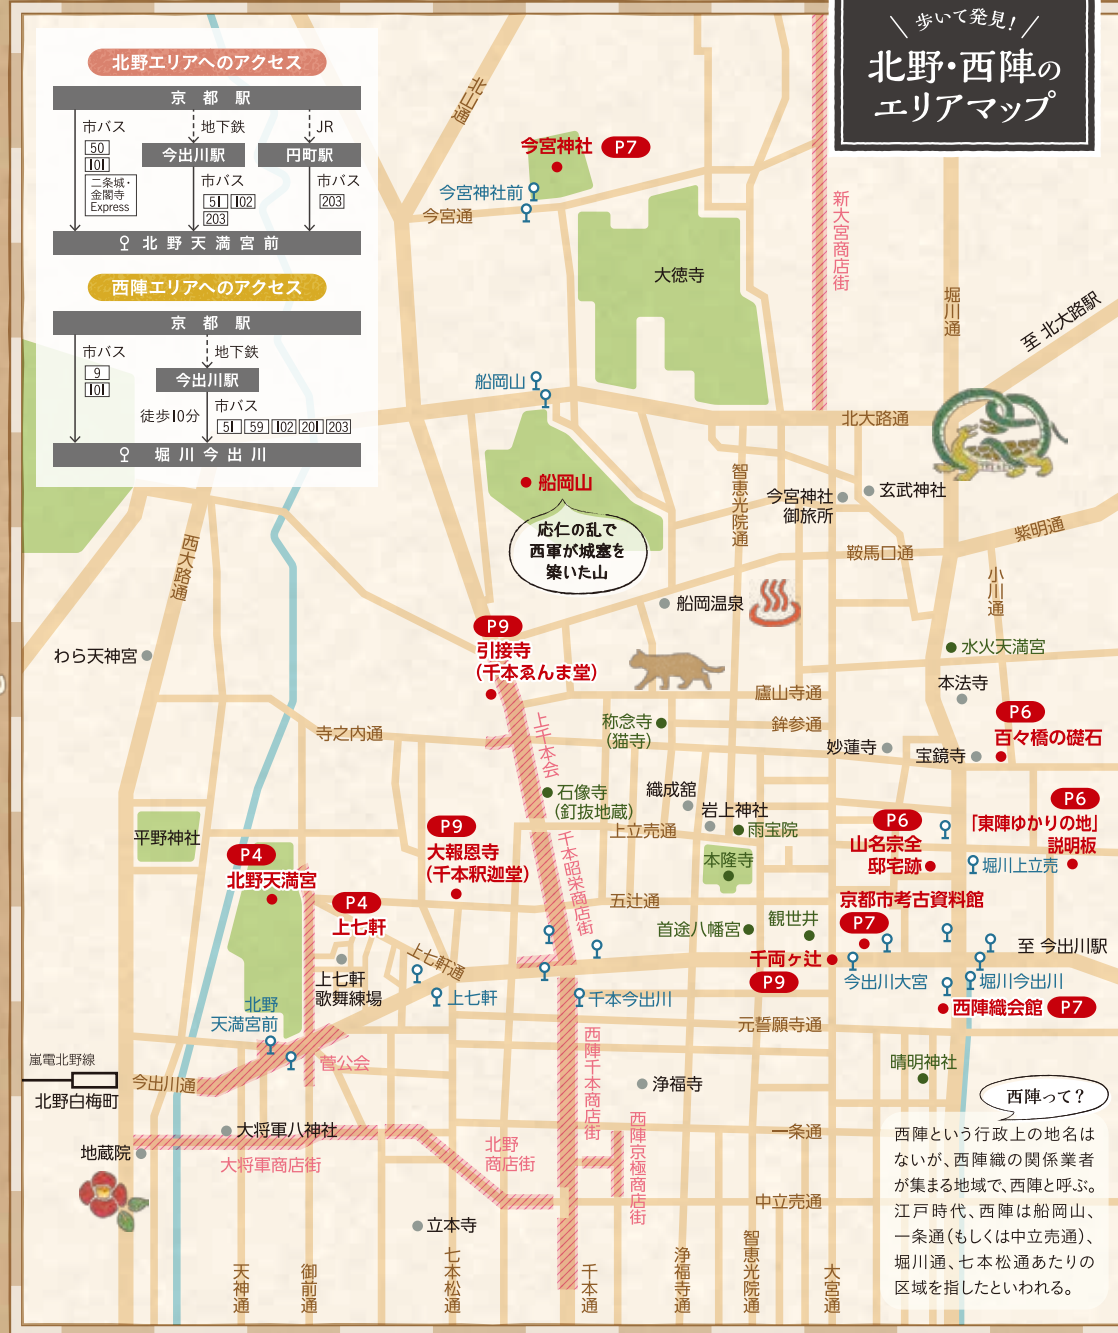 歩いて発見!
北野・西陣の
エリアマップ
北野エリアへのアクセス
京都駅
市バス
50
101
二条城・
金閣寺
Express
地下鉄
今出川駅
市バス
51 102
203
JR
円町駅
市バス
203
北野天満宮前
西陣エリアへのアクセス
京都駅
市バス
9
101
地下鉄
今出川駅
徒歩10分
市バス
51 59 102 201 203
堀川今出川
北山通
今宮神社 P7
今宮神社前
今宮通
大徳寺
新大宮商店街
堀川通
至 北大路駅
船岡山
北大路通
船岡山
応仁の乱で
西軍が城塞を
築いた山
智恵光院通
今宮神社
御旅所
玄武神社
紫明通
鞍馬口通
小川通
西大路通
船岡温泉
わら天神宮
P9
引接寺
(千本ゑんま堂)
水火天満宮
本法寺
廬山寺通
鉾参通
P6
百々橋の礎石
寺之内通
上千本会
称念寺
(猫寺)
妙蓮寺
宝鏡寺
石像寺
(釘抜地蔵)
織成舘
岩上神社
上立売通
雨宝院
P6
「東陣ゆかりの地」
説明板
P6
山名宗全
邸宅跡
堀川上立売
平野神社
P4
北野天満宮
P9
大報恩寺
(千本釈迦堂)
千本昭栄商店街
本隆寺
五辻通
京都市考古資料館
P7
P4
上七軒
首途八幡宮
観世井
千両ヶ辻
P9
至 今出川駅
上七軒通
上七軒
歌舞練場
上七軒
千本今出川
今出川大宮
堀川今出川
西陣織会館 P7
北野
天満宮前
元誓願寺通
菅公会
西陣千本商店街
晴明神社
嵐電北野線
北野白梅町
今出川通
浄福寺
西陣って?
西陣という行政上の地名は
ないが、西陣織の関係業者
が集まる地域で、西陣と呼ぶ。
江戸時代、西陣は船岡山、
一条通(もしくは中立売通)、
堀川通、七本松通あたりの
区域を指したといわれる。
大将軍八神社
地蔵院
大将軍商店街
北野
商店街
西陣京極商店街
一条通
中立売通
立本寺
天神通
御前通
七本松通
千本通
浄福寺通
智恵光院通
大宮通